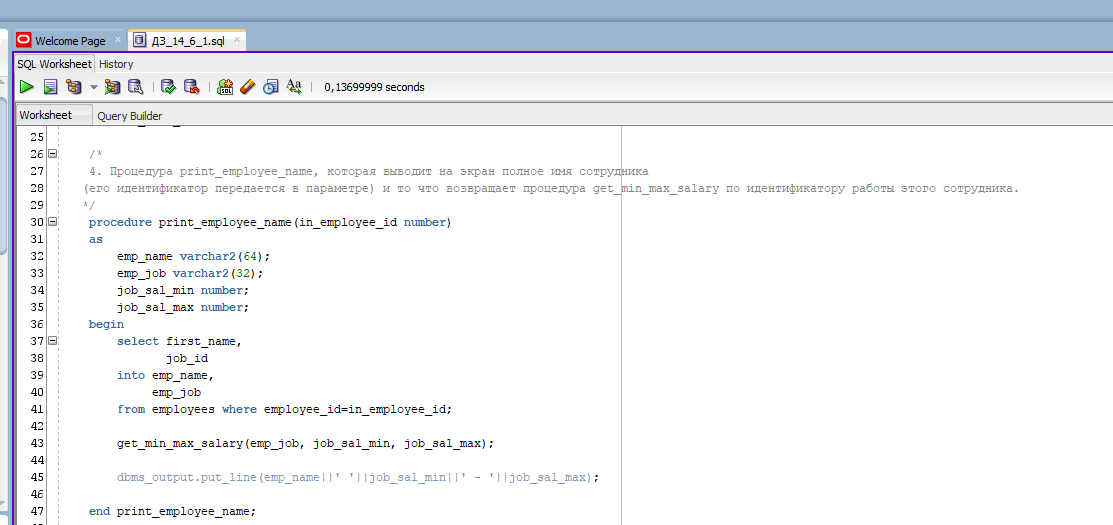 Welcome Page
ДЗ_14_6_1.sql
SQL Worksheet History
SQL
Aa
0,13699999 seconds
Worksheet Query Builder
25
26 /*
27 4. Процедура print_employee_name, которая выводит на экран полное имя сотрудника
28 (его идентификатор передается в параметре) и то что возвращает процедура get_min_max_salary по идентификатору работы этого сотрудника.
29 */
30 procedure print_employee_name(in_employee_id number)
31 as
32 emp_name varchar2(64);
33 emp_job varchar2(32);
34 job_sal_min number;
35 job_sal_max number;
36 begin
37 select first_name,
38 job_id
39 into emp_name,
40 emp_job
41 from employees where employee_id=in_employee_id;
42
43 get_min_max_salary(emp_job, job_sal_min, job_sal_max);
44
45 dbms_output.put_line(emp_name||' '||job_sal_min||' - '||job_sal_max);
46
47 end print_employee_name;